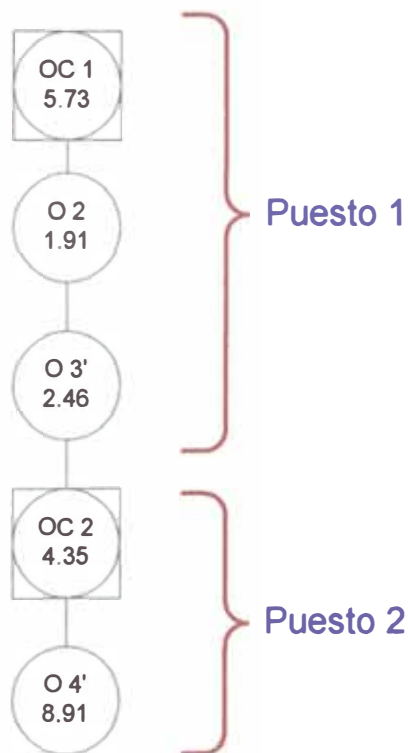 OC 1
5.73
O 2
1.91
Puesto 1
O 3'
2.46
OC 2
4.35
Puesto 2
O 4'
8.91